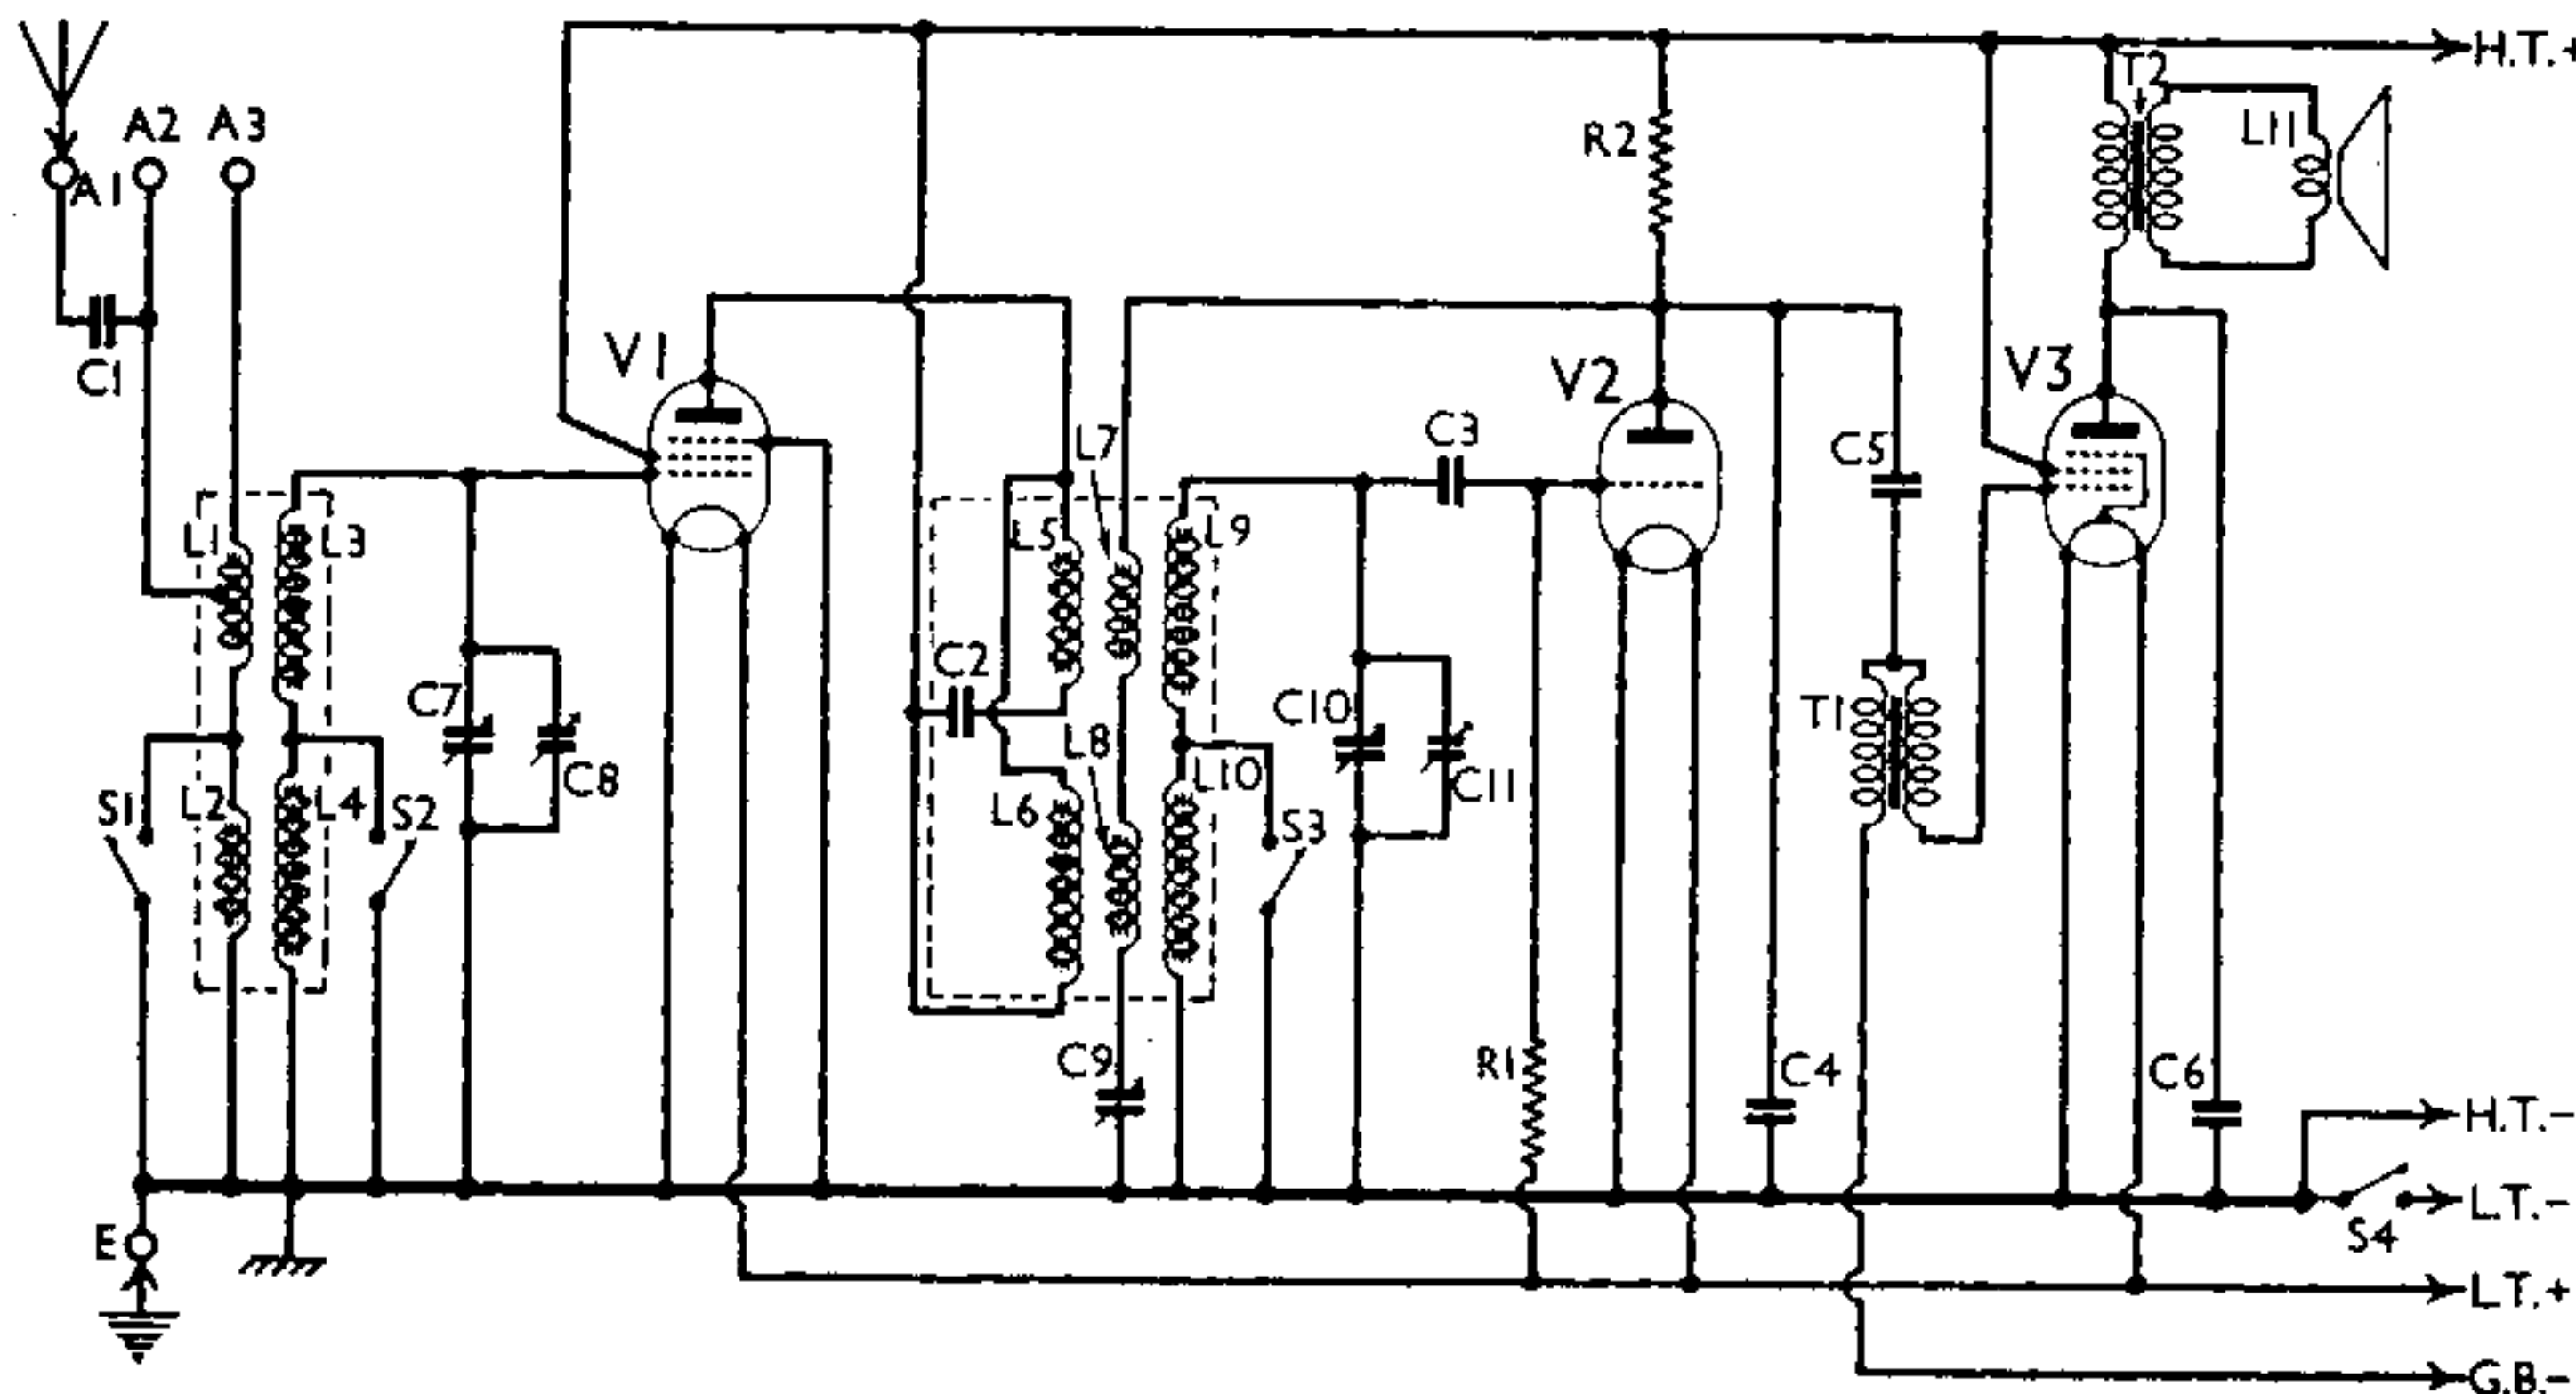 H.T.+
T2
A2 A3
L11
R2
A1
C1
V1
V2
V3
L7
C3
C5
L1
L3
L5
L9
C2
C7
C10
T1
L8
C8
L10
C11
S1
L2
L4
S2
L6
S3
C9
R1
C4
C6
H.T.-
L.T.-
E
S4
L.T.+
G.B.-